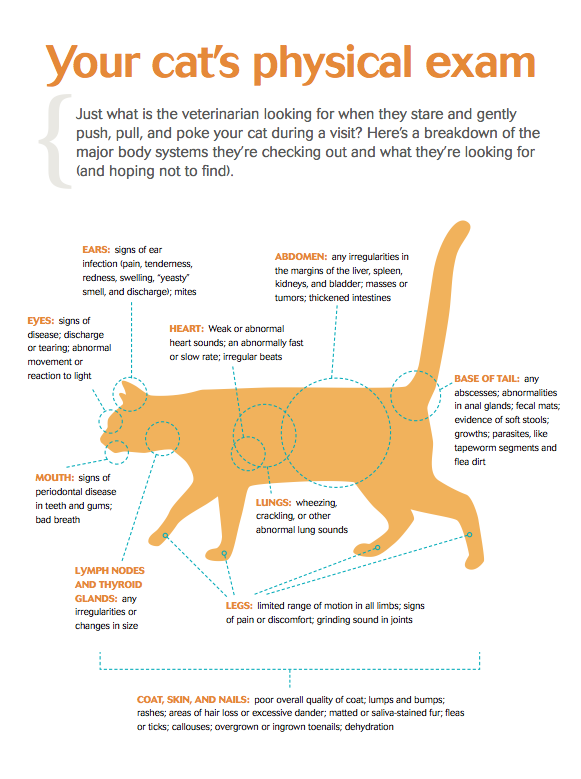 Your cat's physical exam
Just what is the veterinarian looking for when they stare and gently
push, pull, and poke your cat during a visit? Here's a breakdown of the
major body systems they're checking out and what they're looking for
(and hoping not to find).
EARS: signs of ear
infection (pain, tenderness,
redness, swelling, "yeasty"
smell, and discharge); mites
ABDOMEN: any irregularities in
the margins of the liver, spleen,
kidneys, and bladder; masses or
tumors; thickened intestines
EYES: signs of
disease; discharge
or tearing; abnormal
movement or
reaction to light
HEART: Weak or abnormal
heart sounds; an abnormally fast
or slow rate; irregular beats
BASE OF TAIL: any
abscesses; abnormalities
in anal glands; fecal mats;
evidence of soft stools;
growths; parasites, like
tapeworm segments and
flea dirt
MOUTH: signs of
periodontal disease
in teeth and gums;
bad breath
LUNGS: wheezing,
crackling, or other
abnormal lung sounds
LYMPH NODES
AND THYROID
GLANDS: any
irregularities or
changes in size
LEGS: limited range of motion in all limbs; signs
of pain or discomfort; grinding sound in joints
COAT, SKIN, AND NAILS: poor overall quality of coat; lumps and bumps;
rashes; areas of hair loss or excessive dander; matted or saliva-stained fur; fleas
or ticks; callouses; overgrown or ingrown toenails; dehydration